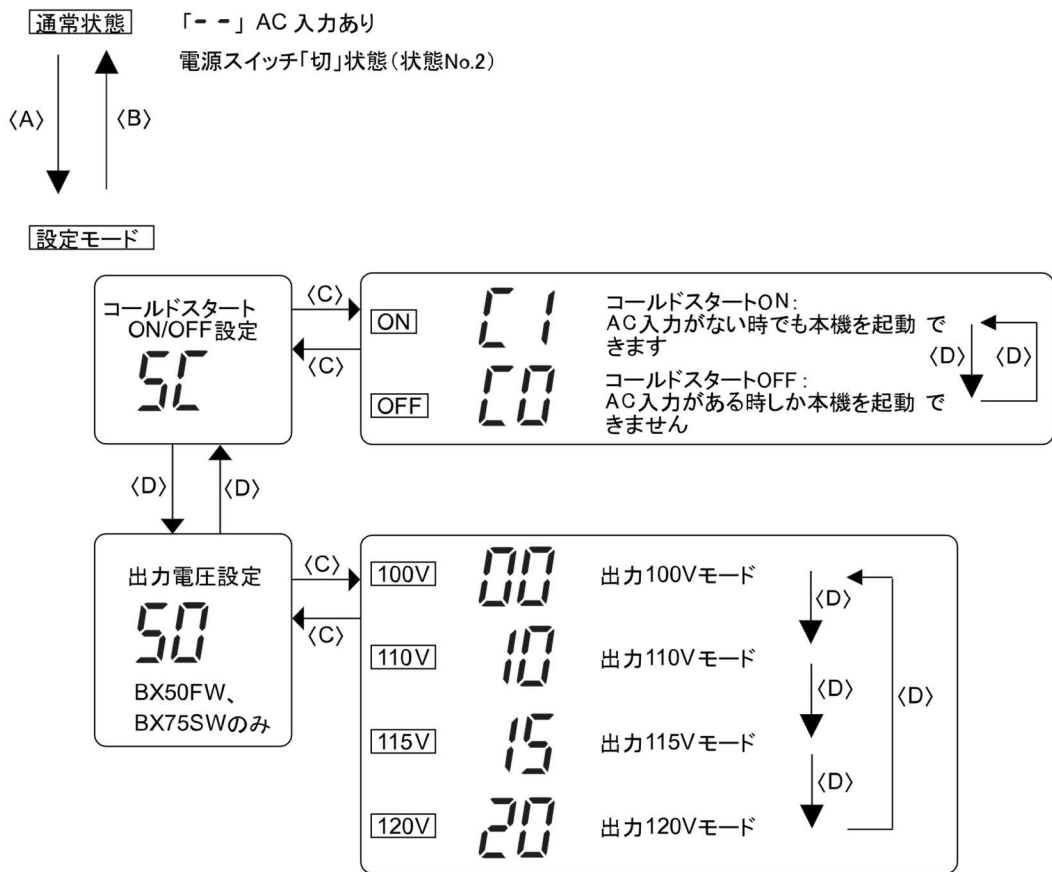 通常状態 「--」AC入力あり
電源スイッチ「切」状態(状態No.2)
〈A〉 〈B〉
設定モード
コールドスタート
ON/OFF設定
SC
〈C〉
〈C〉
ON C1 コールドスタートON:
AC入力がない時でも本機を起動 で
きます
OFF C0 コールドスタートOFF:
AC入力がある時しか本機を起動 で
きません
〈D〉 〈D〉
〈D〉 〈D〉
出力電圧設定
S0
BX50FW、
BX75SWのみ
〈C〉
〈C〉
100V 00 出力100Vモード
〈D〉
110V 10 出力110Vモード
〈D〉 〈D〉
115V 15 出力115Vモード
〈D〉
120V 20 出力120Vモード